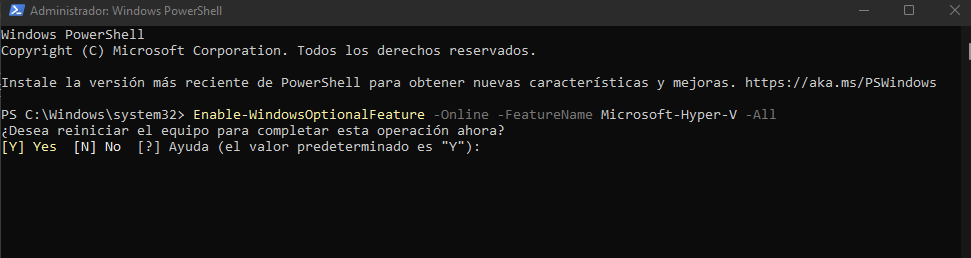 Administrador: Windows PowerShell
Windows PowerShell
Copyright (C) Microsoft Corporation. Todos los derechos reservados.
Instale la versión más reciente de PowerShell para obtener nuevas características y mejoras. https://aka.ms/PSWindows
PS C:\Windows\system32> Enable-WindowsOptionalFeature -Online -FeatureName Microsoft-Hyper-V -All
¿Desea reiniciar el equipo para completar esta operación ahora?
[Y] Yes  [N] No  [?] Ayuda (el valor predeterminado es "Y"):